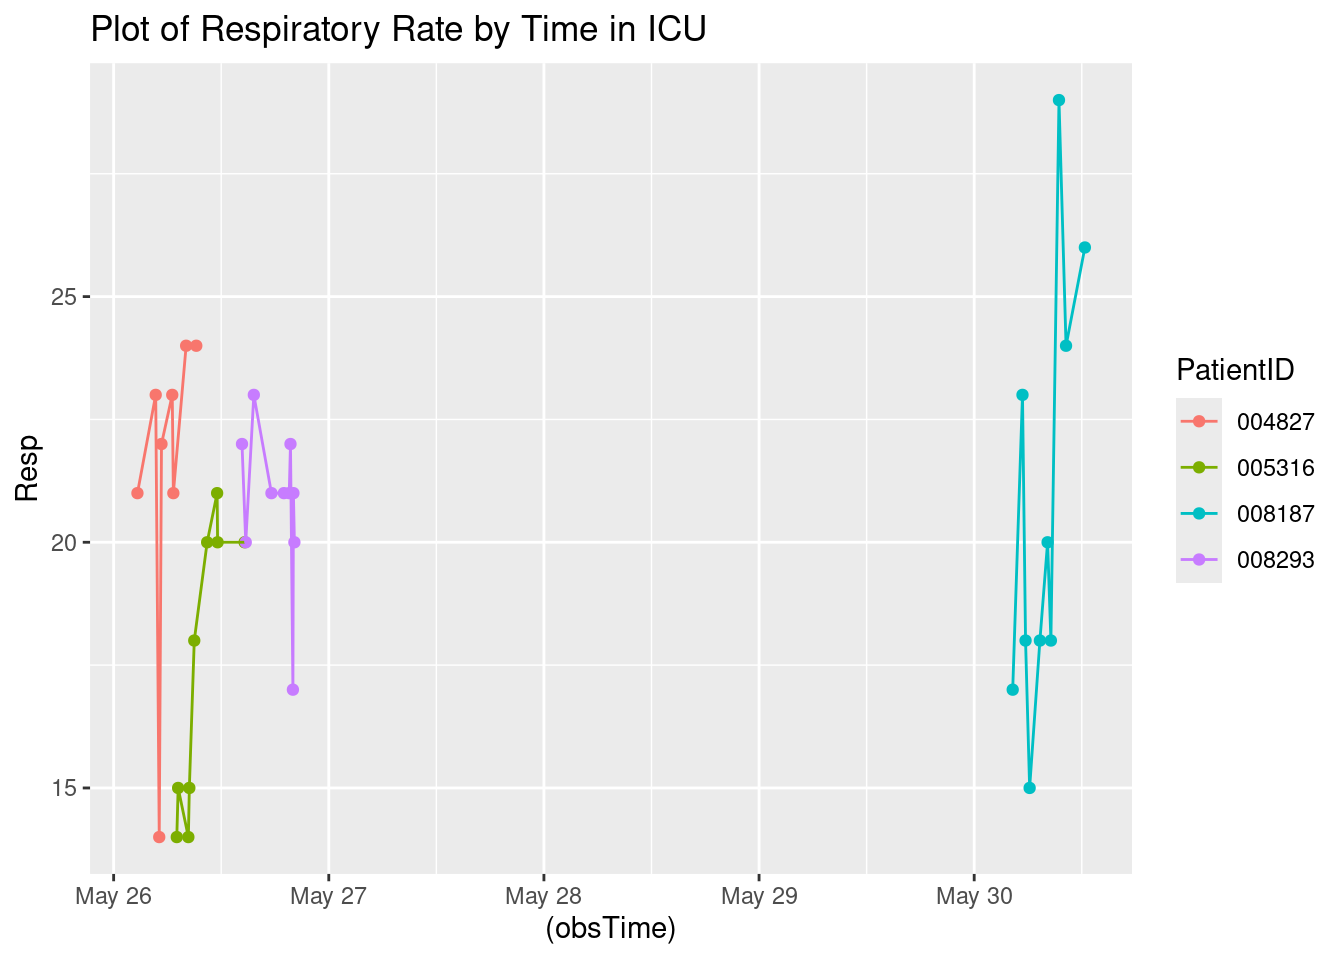 Plot of Respiratory Rate by Time in ICU
Resp
25
20
15
May 26
May 27
May 28
May 29
May 30
(obsTime)
PatientID
004827
005316
008187
008293